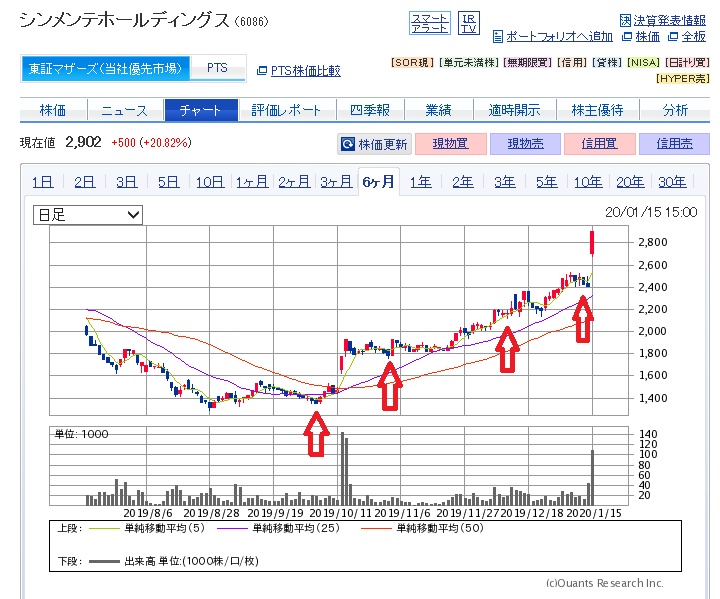 シンメンテホールディングス (6086)
スマート
アラート
IR
TV
決算発表情報
ポートフォリオへ追加 株価 全板
東証マザーズ(当社優先市場) PTS PTS株価比較
[SOR現] [単元未満株] [無期限買] [信用] [貸株] [NISA] [日計り買]
[HYPER売]
株価 ニュース チャート 評価レポート 四季報 業績 適時開示 株主優待 分析
現在値 2,902 +500 (+20.82%) 株価更新 現物買 現物売 信用買 信用売
1日 2日 3日 5日 10日 1ヶ月 2ヶ月 3ヶ月 6ヶ月 1年 2年 3年 5年 10年 20年 30年
日足
20/01/15 15:00
2,800
2,600
2,400
2,200
2,000
1,800
1,600
1,400
単位: 1000
140
120
100
80
60
40
20
2019/8/6 2019/8/28 2019/9/19 2019/10/11 2019/11/6 2019/11/27 2019/12/18 2020/1/15
上段: 単純移動平均(5) 単純移動平均(25) 単純移動平均(50)
下段: 出来高 単位:(1000株/口/枚)
(c)Quants Research Inc.